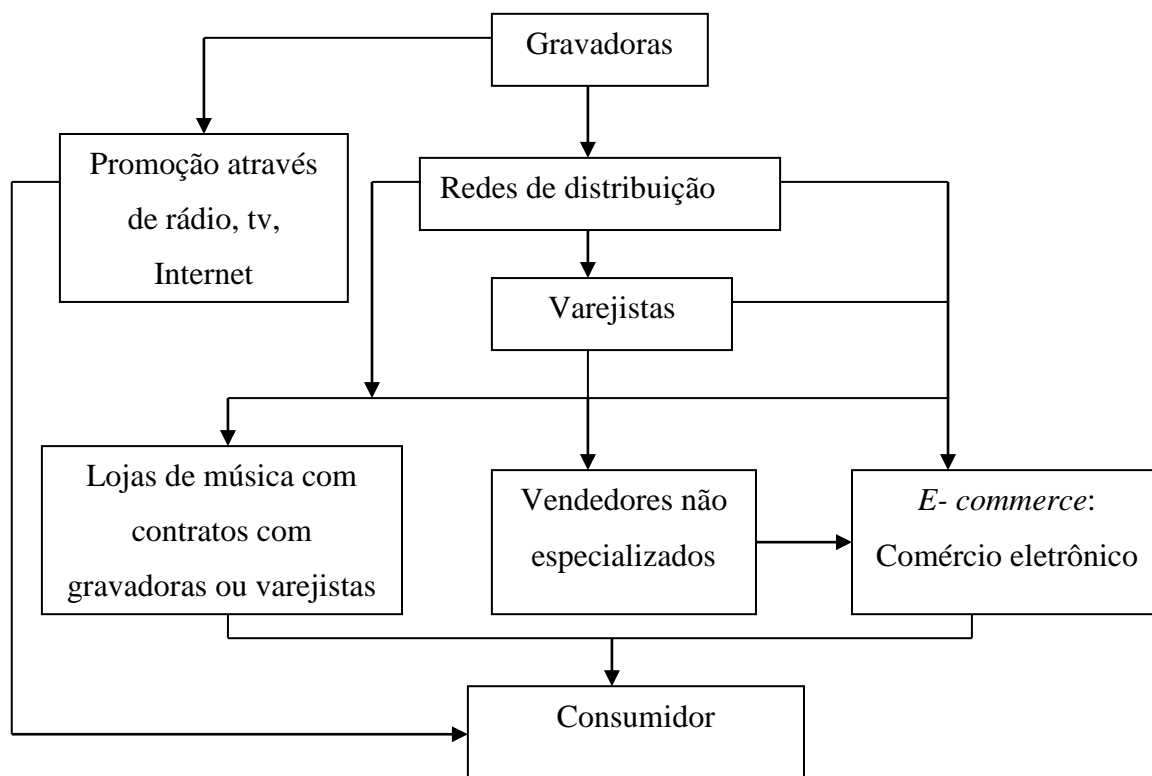 Gravadoras
Promoção através
de rádio, tv,
Internet
Redes de distribuição
Varejistas
Lojas de música com
contratos com
gravadoras ou varejistas
Vendedores não
especializados
E- commerce:
Comércio eletrônico
Consumidor